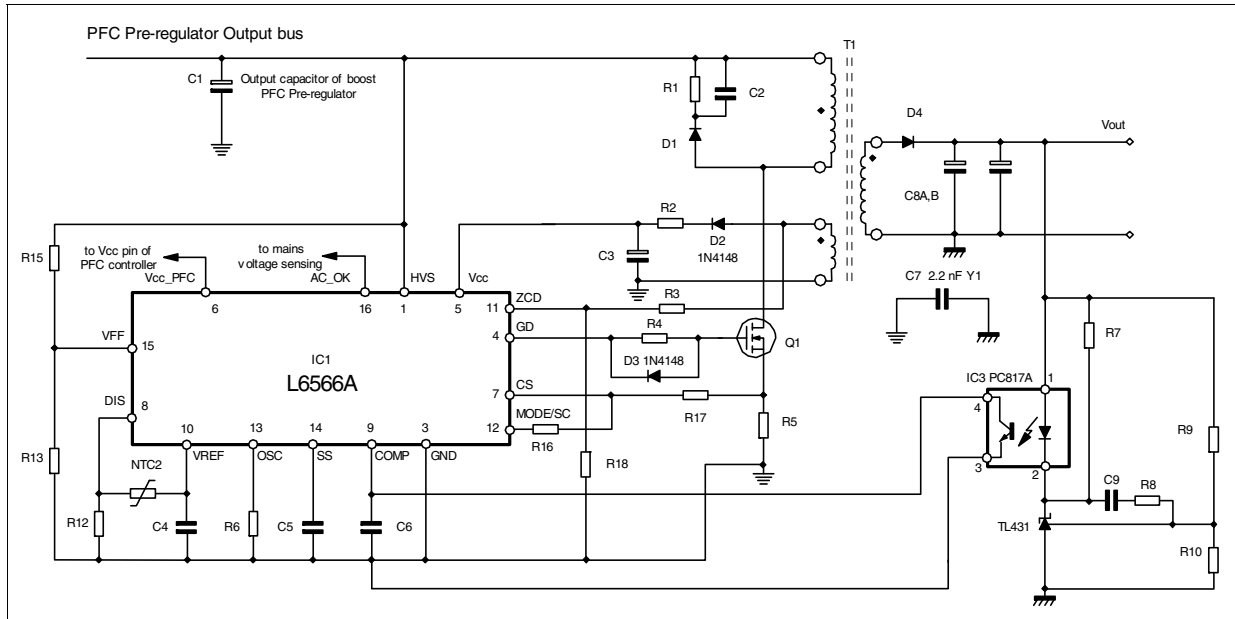 PFC Pre-regulator Output bus
T1
C1
Output capacitor of boost
PFC Pre-regulator
R1
C2
D1
D4
Vout
C8A,B
R15
to Vcc pin of
PFC controller
Vcc_PFC
to mains
voltage sensing
AC_OK
HVS
Vcc
C3
R2
D2
1N4148
C7 2.2 nF Y1
6
16
1
5
ZCD
11
R3
GD
4
R4
VFF
15
IC1
L6566A
D3 1N4148
Q1
R7
CS
7
R17
IC3 PC817A
1
4
DIS
8
MODE/SC
12
R16
R5
R9
10
13
14
9
3
R13
NTC2
VREF
OSC
SS
COMP
GND
R18
3
2
C9
R8
R12
C4
R6
C5
C6
TL431
R10